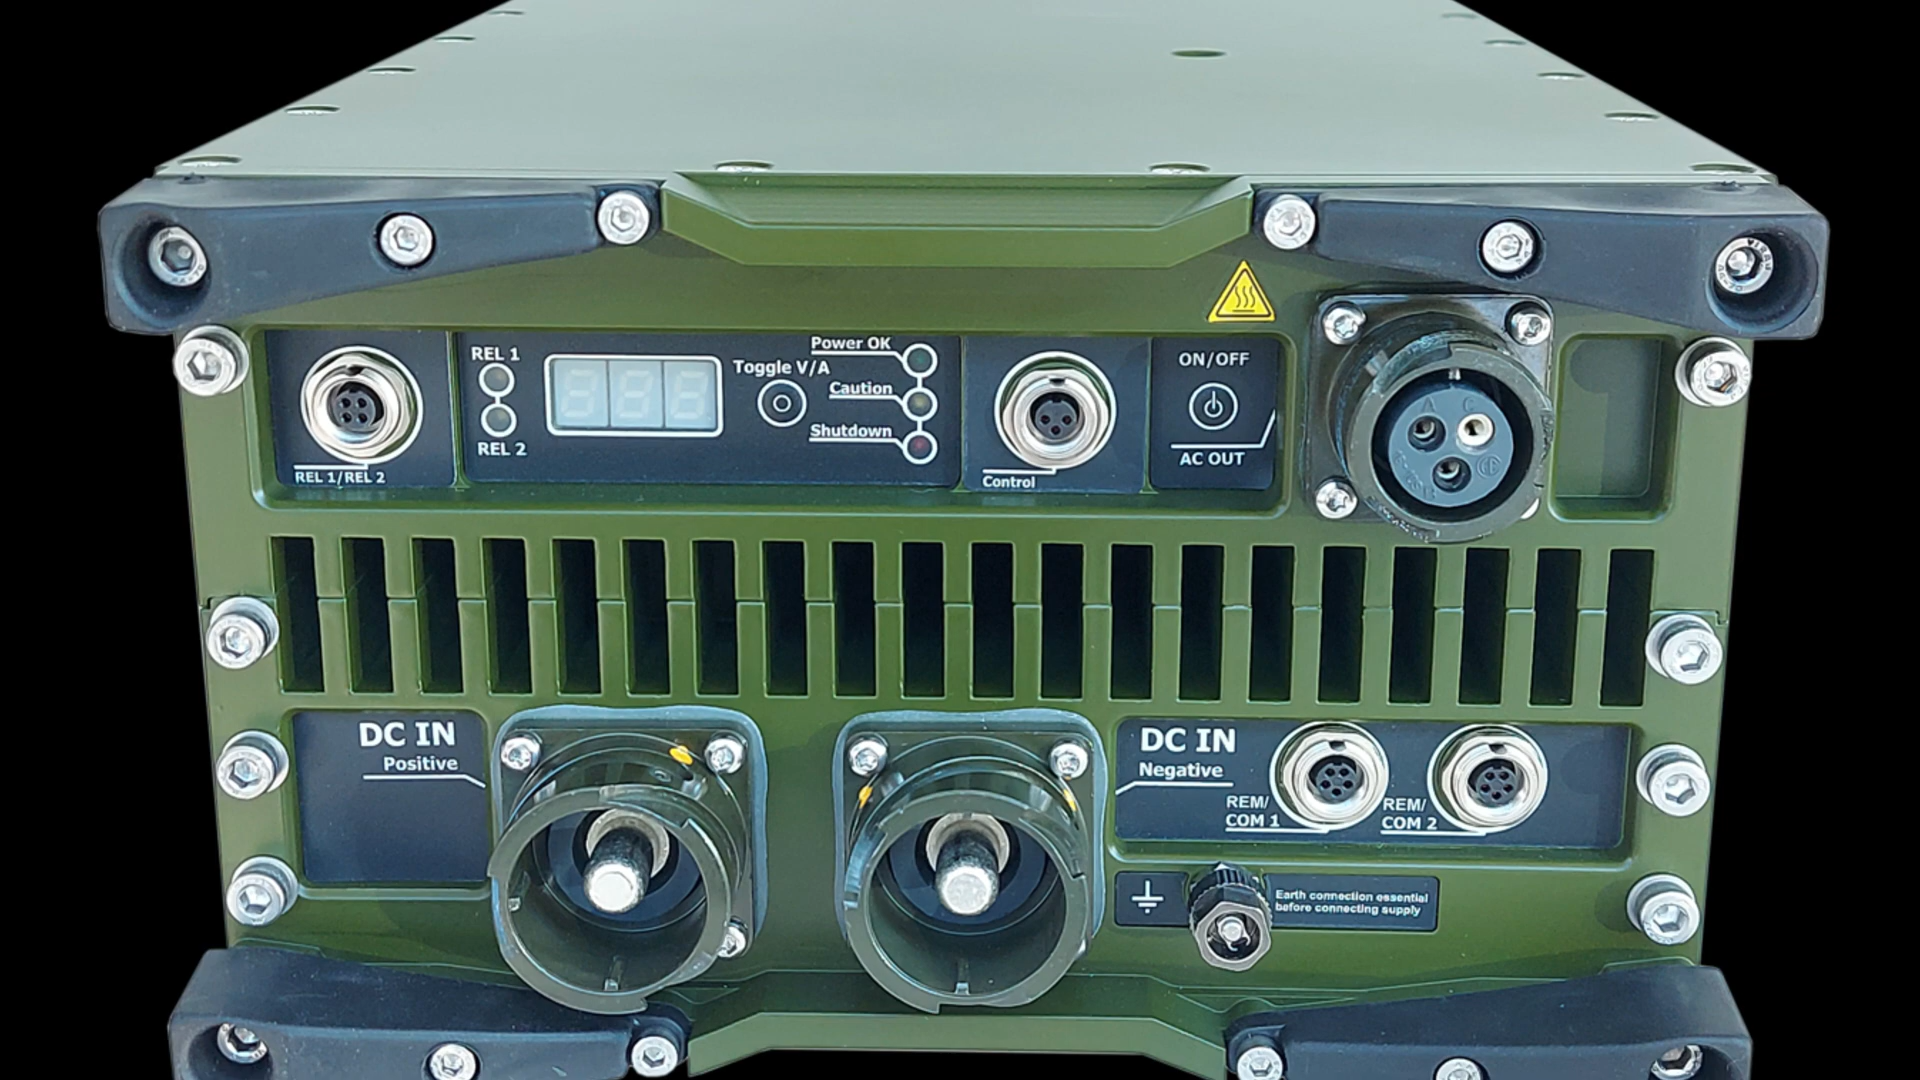 REL 1
REL 2
REL 1/REL 2
Toggle V/A
Power OK
Caution
Shutdown
Control
ON/OFF
AC OUT
A C
DC IN
Positive
DC IN
Negative
REM/
COM 1
REM/
COM 2
Earth connection essential
before connecting supply